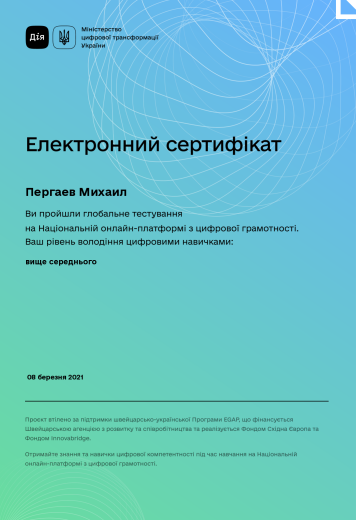 Дія
Міністерство
цифрової трансформації
України
Електронний сертифікат
Пергаев Михаил
Ви пройшли глобальне тестування
на Національній онлайн-платформі з цифрової грамотності.
Ваш рівень володіння цифровими навичками:
вище середнього
08 березня 2021
Проєкт втілено за підтримки швейцарсько-української Програми EGAP, що фінансується
Швейцарською агенцією з розвитку та співробітництва та реалізується Фондом Східна Європа та
Фондом Innovabridge.
Отримайте знання та навички цифрової компетентності під час навчання на Національній
онлайн-платформі з цифрової грамотності.